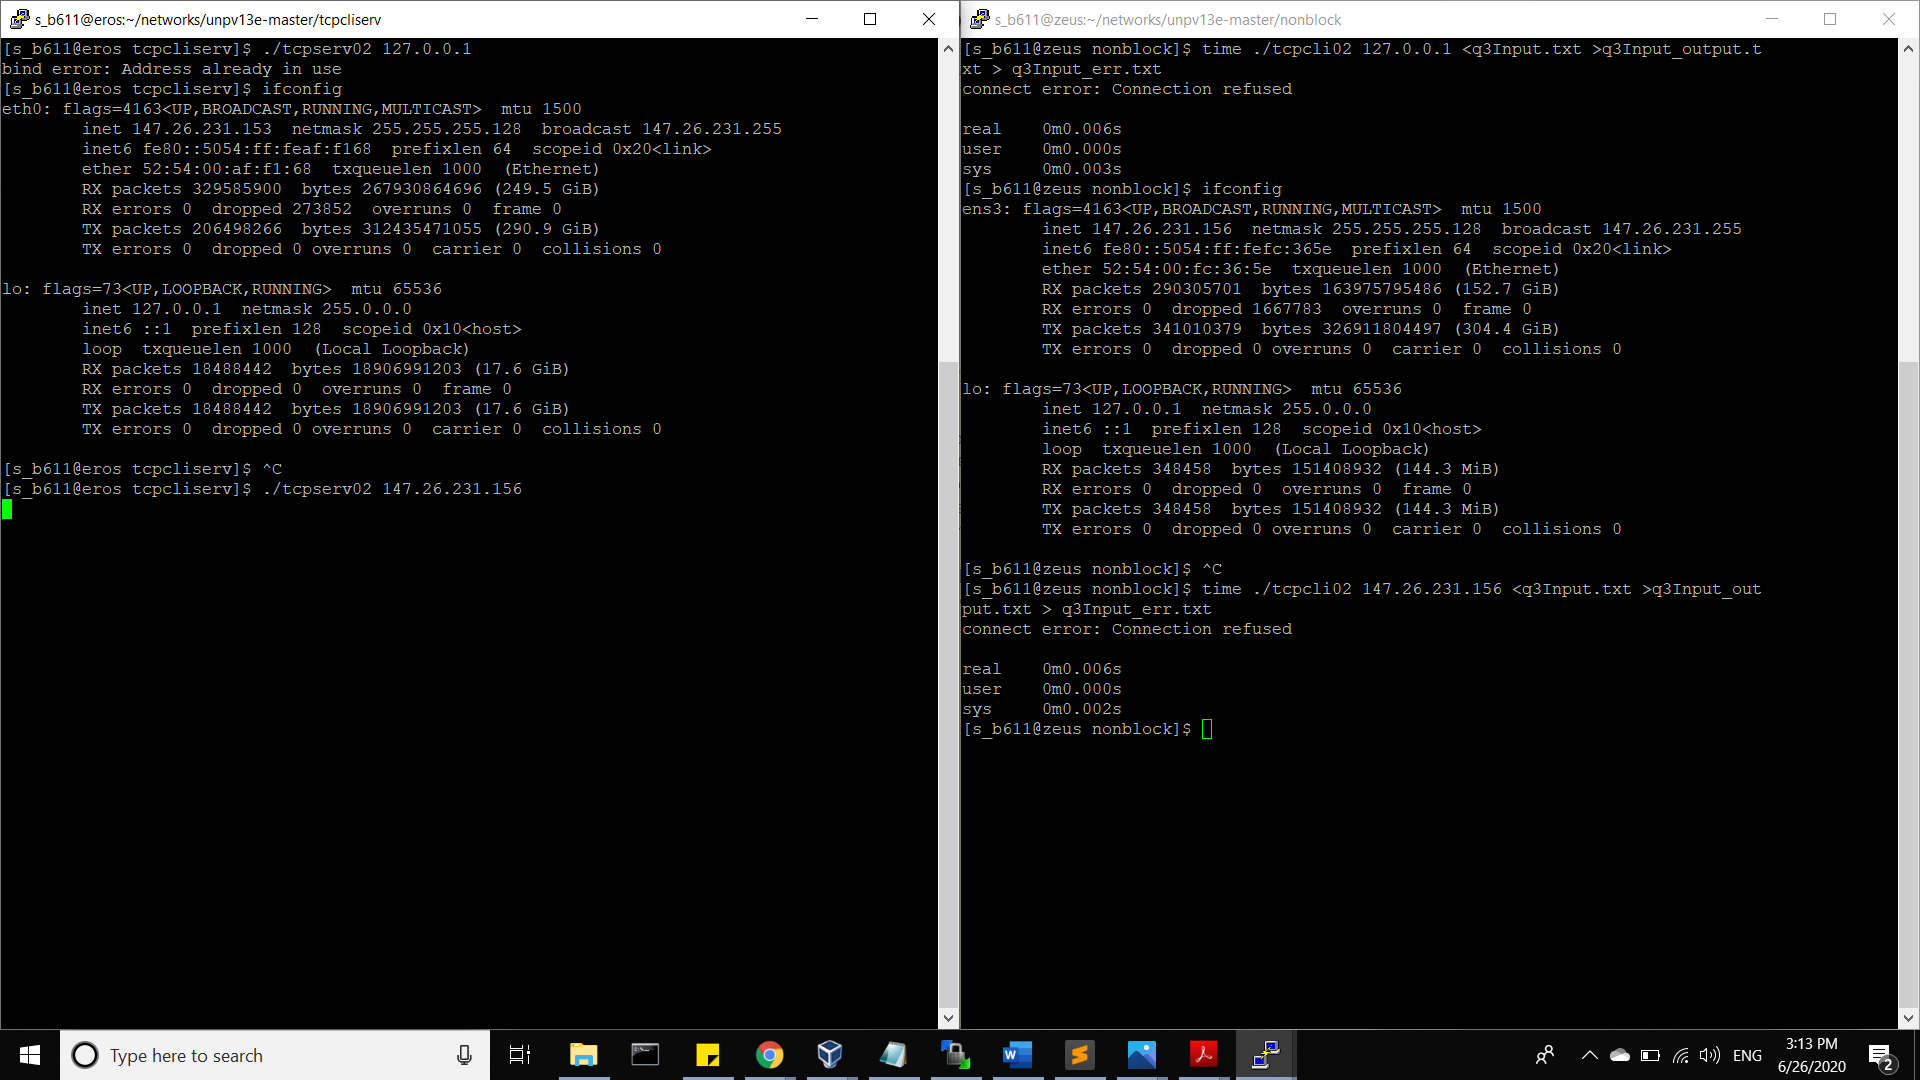 s_b611@eros:~/networks/unpv13e-master/tcpcliserv
[s_b611@eros tcpcliserv]$ ./tcpserv02 127.0.0.1
bind error: Address already in use
[s_b611@eros tcpcliserv]$ ifconfig
eth0: flags=4163<UP,BROADCAST,RUNNING,MULTICAST>  mtu 1500
        inet 147.26.231.153  netmask 255.255.255.128  broadcast 147.26.231.255
        inet6 fe80::5054:ff:feaf:f168  prefixlen 64  scopeid 0x20<link>
        ether 52:54:00:af:f1:68  txqueuelen 1000  (Ethernet)
        RX packets 329585900  bytes 267930864696 (249.5 GiB)
        RX errors 0  dropped 273852  overruns 0  frame 0
        TX packets 206498266  bytes 312435471055 (290.9 GiB)
        TX errors 0  dropped 0 overruns 0  carrier 0  collisions 0

lo: flags=73<UP,LOOPBACK,RUNNING>  mtu 65536
        inet 127.0.0.1  netmask 255.0.0.0
        inet6 ::1  prefixlen 128  scopeid 0x10<host>
        loop  txqueuelen 1000  (Local Loopback)
        RX packets 18488442  bytes 18906991203 (17.6 GiB)
        RX errors 0  dropped 0  overruns 0  frame 0
        TX packets 18488442  bytes 18906991203 (17.6 GiB)
        TX errors 0  dropped 0 overruns 0  carrier 0  collisions 0

[s_b611@eros tcpcliserv]$ ^C
[s_b611@eros tcpcliserv]$ ./tcpserv02 147.26.231.156
s_b611@zeus:~/networks/unpv13e-master/nonblock
[s_b611@zeus nonblock]$ time ./tcpcli02 127.0.0.1 <q3Input.txt >q3Input_output.t
xt > q3Input_err.txt
connect error: Connection refused

real    0m0.006s
user    0m0.000s
sys     0m0.003s
[s_b611@zeus nonblock]$ ifconfig
ens3: flags=4163<UP,BROADCAST,RUNNING,MULTICAST>  mtu 1500
        inet 147.26.231.156  netmask 255.255.255.128  broadcast 147.26.231.255
        inet6 fe80::5054:ff:fefc:365e  prefixlen 64  scopeid 0x20<link>
        ether 52:54:00:fc:36:5e  txqueuelen 1000  (Ethernet)
        RX packets 290305701  bytes 163975795486 (152.7 GiB)
        RX errors 0  dropped 1667783  overruns 0  frame 0
        TX packets 341010379  bytes 326911804497 (304.4 GiB)
        TX errors 0  dropped 0 overruns 0  carrier 0  collisions 0

lo: flags=73<UP,LOOPBACK,RUNNING>  mtu 65536
        inet 127.0.0.1  netmask 255.0.0.0
        inet6 ::1  prefixlen 128  scopeid 0x10<host>
        loop  txqueuelen 1000  (Local Loopback)
        RX packets 348458  bytes 151408932 (144.3 MiB)
        RX errors 0  dropped 0  overruns 0  frame 0
        TX packets 348458  bytes 151408932 (144.3 MiB)
        TX errors 0  dropped 0 overruns 0  carrier 0  collisions 0

[s_b611@zeus nonblock]$ ^C
[s_b611@zeus nonblock]$ time ./tcpcli02 147.26.231.156 <q3Input.txt >q3Input_out
put.txt > q3Input_err.txt
connect error: Connection refused

real    0m0.006s
user    0m0.000s
sys     0m0.002s
[s_b611@zeus nonblock]$
Type here to search
ENG
3:13 PM
6/26/2020
2